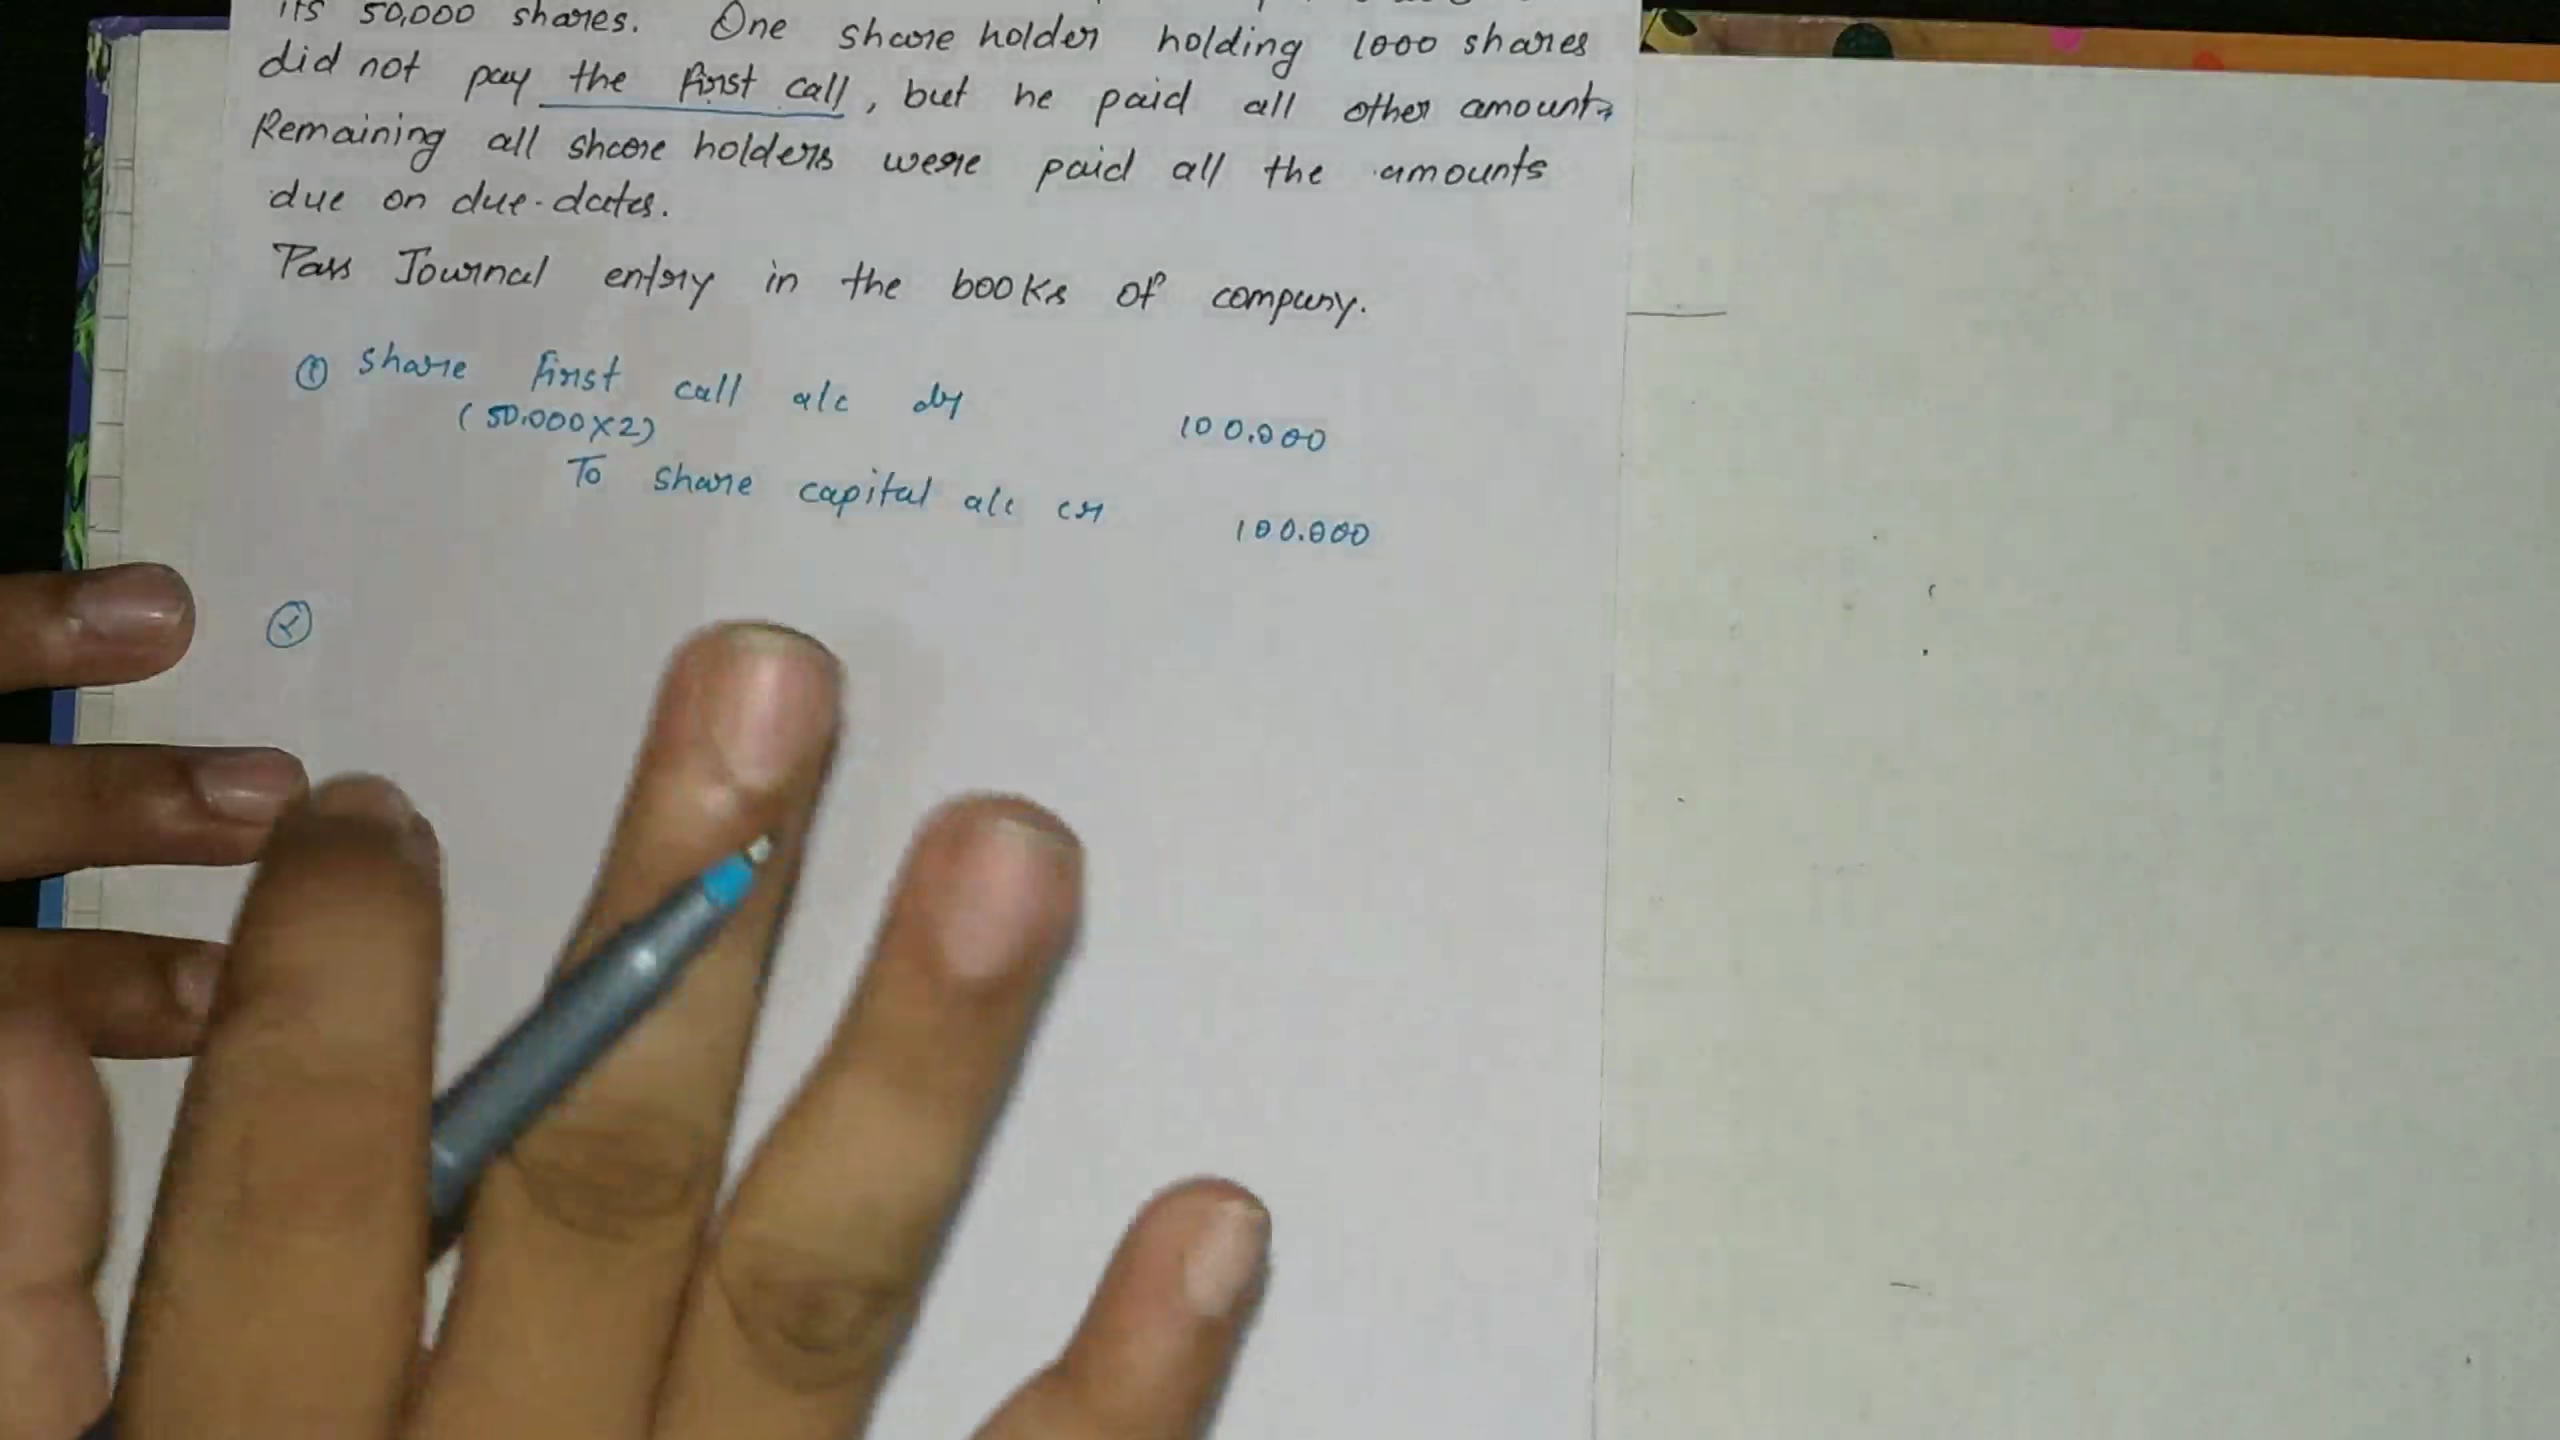 its 50,000 shares. One share holder holding 1000 shares
did not pay the first call, but he paid all other amounts
Remaining all share holders were paid all the amounts
due on due-dates.
Pass Journal entry in the books of company.
① share first call a/c dr
(50.000X2) 100.000
To share capital a/c cr
100.000
②